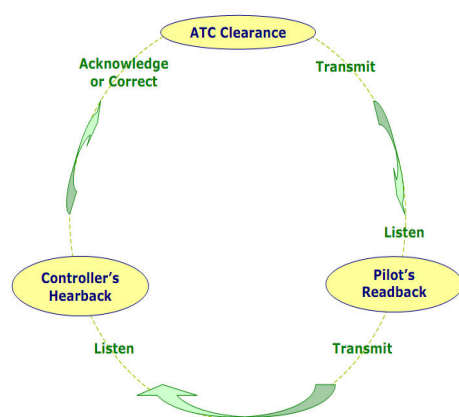 ATC Clearance
Acknowledge
or Correct
Transmit
Listen
Controller's
Hearback
Pilot's
Readback
Listen
Transmit